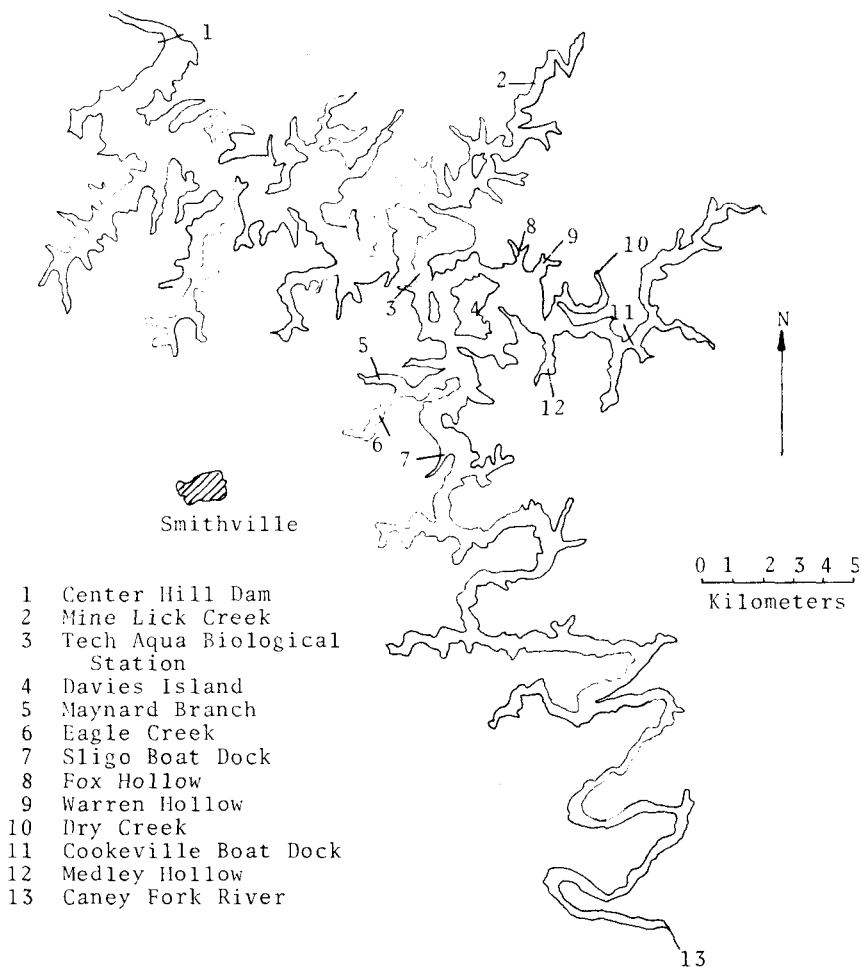 1
2
8
9
10
3
4
11
N
5
12
6
7
Smithville
0 1 2 3 4 5
Kilometers
1 Center Hill Dam
2 Mine Lick Creek
3 Tech Aqua Biological
Station
4 Davies Island
5 Maynard Branch
6 Eagle Creek
7 Sligo Boat Dock
8 Fox Hollow
9 Warren Hollow
10 Dry Creek
11 Cookeville Boat Dock
12 Medley Hollow
13 Caney Fork River
13